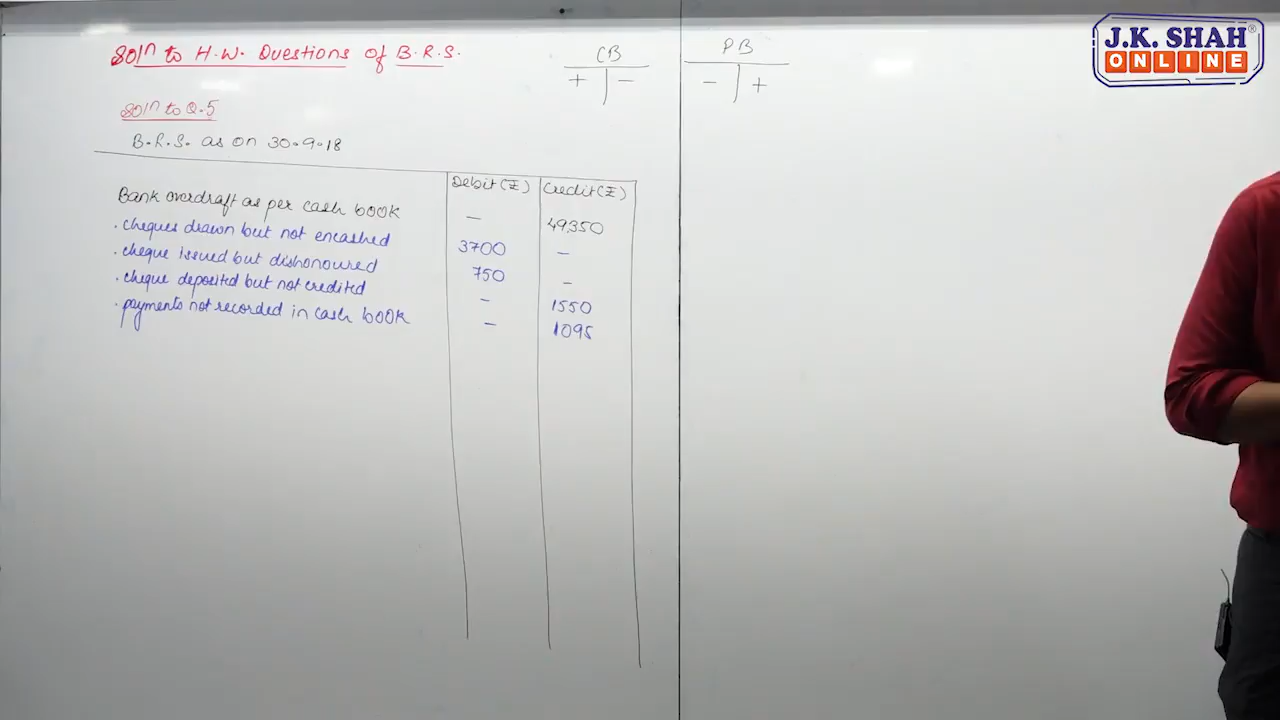 Soln to H.W. Questions of B.R.S.
CB
+ -
PB
- +
J.K. SHAH®
ONLINE
Soln to Q.5
B.R.S. as on 30.9.18
Debit (₹) Credit (₹)
Bank overdraft as per cash book - 49,350
. cheques drawn but not encashed 3700 -
. cheque issued but dishonoured 750 -
. cheque deposited but not credited - 1550
. payments not recorded in cash book - 1095